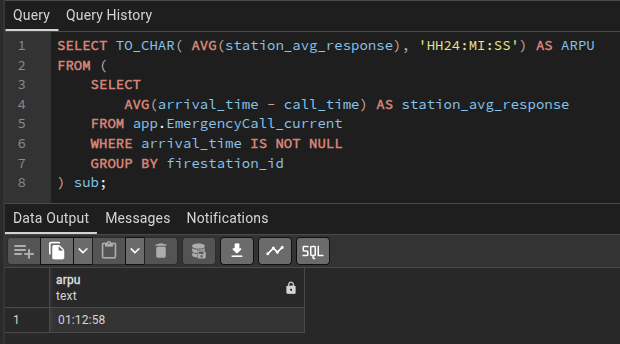 Query Query History
1 SELECT TO_CHAR( AVG(station_avg_response), 'HH24:MI:SS') AS ARPU
2 FROM (
3 SELECT
4 AVG(arrival_time - call_time) AS station_avg_response
5 FROM app.EmergencyCall_current
6 WHERE arrival_time IS NOT NULL
7 GROUP BY firestation_id
8 ) sub;
Data Output Messages Notifications
SQL
arpu
text
1 01:12:58